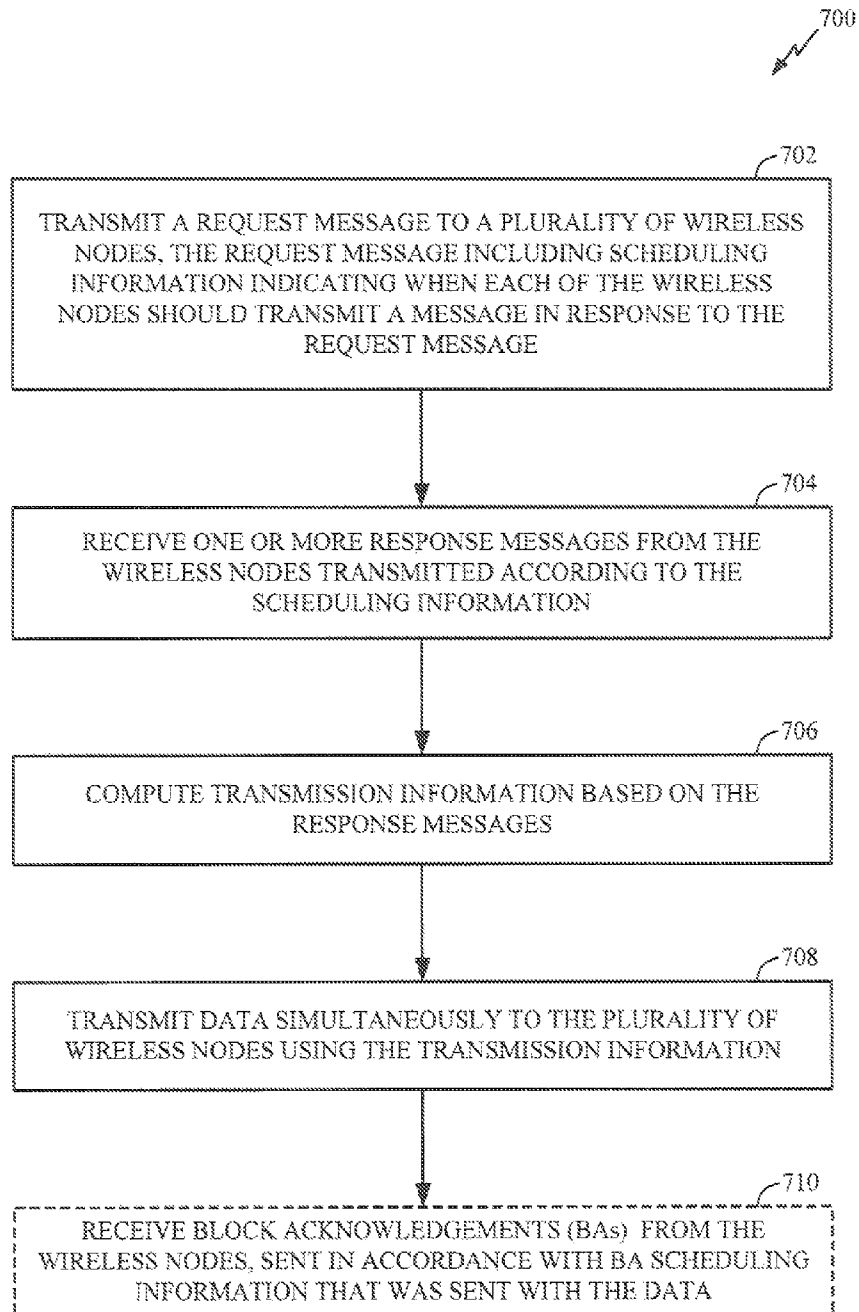 700
702
TRANSMIT A REQUEST MESSAGE TO A PLURALITY OF WIRELESS
NODES, THE REQUEST MESSAGE INCLUDING SCHEDULING
INFORMATION INDICATING WHEN EACH OF THE WIRELESS
NODES SHOULD TRANSMIT A MESSAGE IN RESPONSE TO THE
REQUEST MESSAGE
704
RECEIVE ONE OR MORE RESPONSE MESSAGES FROM THE
WIRELESS NODES TRANSMITTED ACCORDING TO THE
SCHEDULING INFORMATION
706
COMPUTE TRANSMISSION INFORMATION BASED ON THE
RESPONSE MESSAGES
708
TRANSMIT DATA SIMULTANEOUSLY TO THE PLURALITY OF
WIRELESS NODES USING THE TRANSMISSION INFORMATION
710
RECEIVE BLOCK ACKNOWLEDGEMENTS (BAs) FROM THE
WIRELESS NODES, SENT IN ACCORDANCE WITH BA SCHEDULING
INFORMATION THAT WAS SENT WITH THE DATA